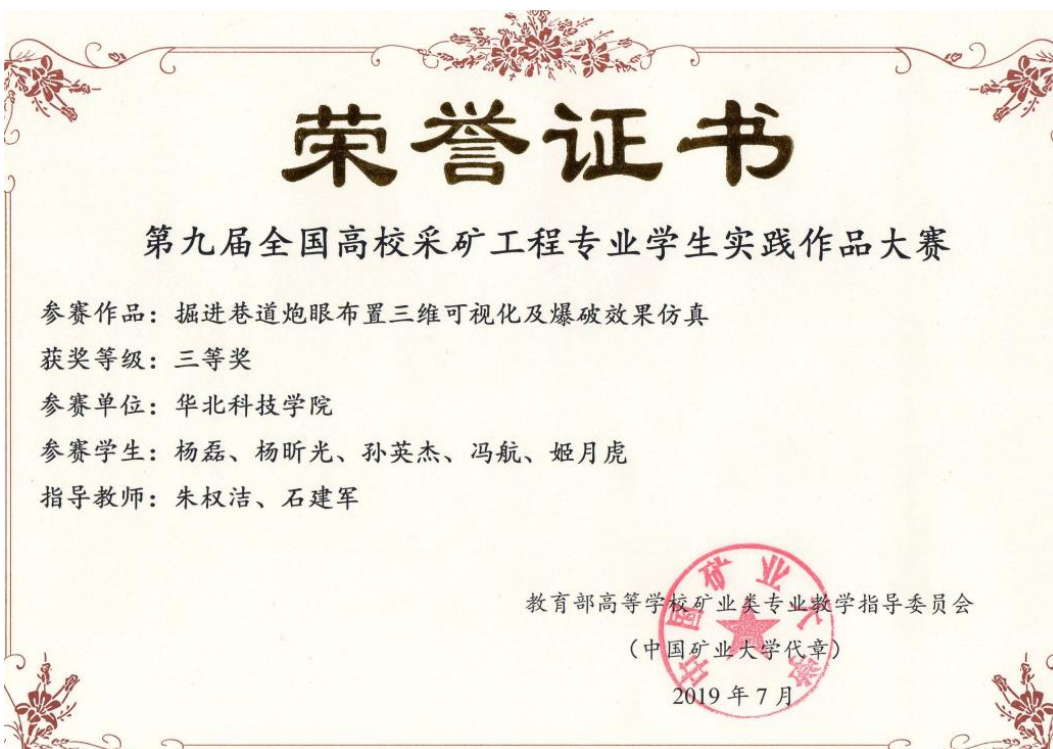 荣誉证书
第九届全国高校采矿工程专业学生实践作品大赛
参赛作品：掘进巷道炮眼布置三维可视化及爆破效果仿真
获奖等级：三等奖
参赛单位：华北科技学院
参赛学生：杨磊、杨昕光、孙英杰、冯航、姬月虎
指导教师：朱权洁、石建军
中国矿业大学
教育部高等学校矿业类专业教学指导委员会
（中国矿业大学代章）
2019年7月